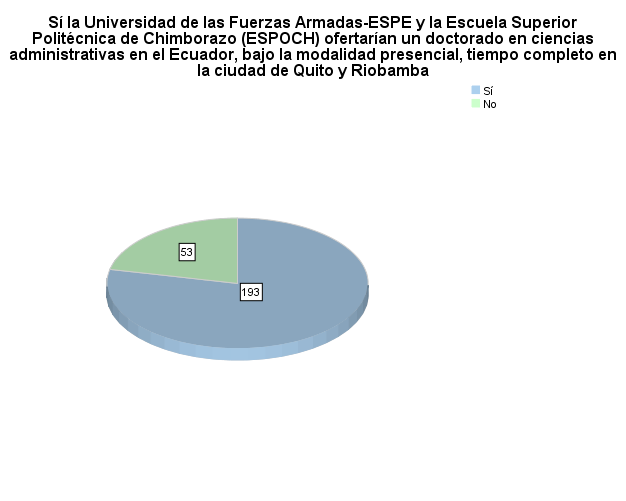 Sí la Universidad de las Fuerzas Armadas-ESPE y la Escuela Superior
Politécnica de Chimborazo (ESPOCH) ofertarían un doctorado en ciencias
administrativas en el Ecuador, bajo la modalidad presencial, tiempo completo en
la ciudad de Quito y Riobamba
Sí
No
53
193